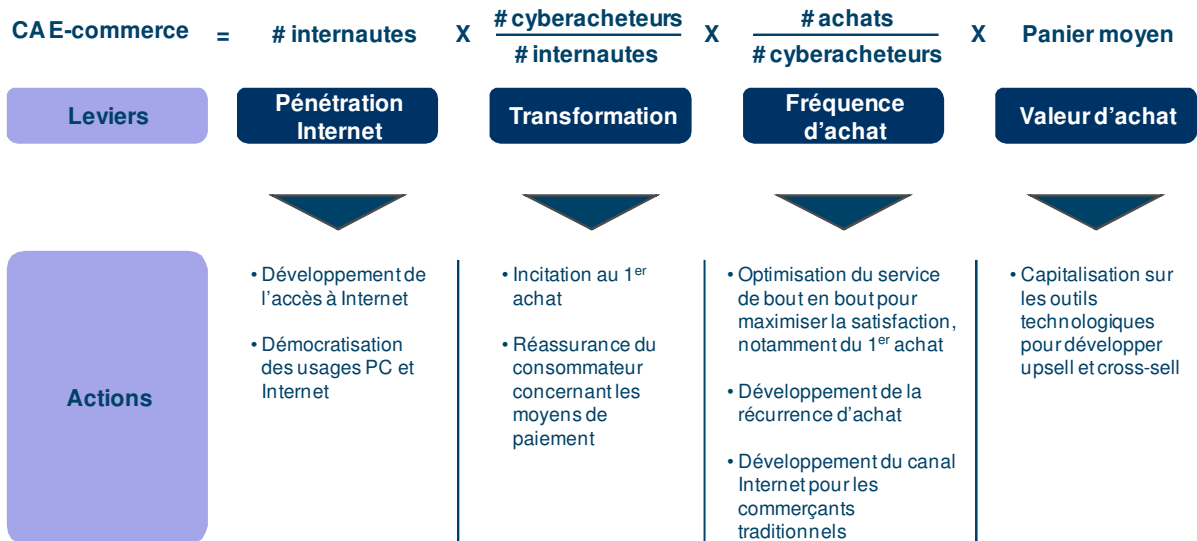 CA E-commerce = # internautes X # cyberacheteurs X # achats X Panier moyen
# internautes # cyberacheteurs
Leviers
Pénétration
Internet
Transformation
Fréquence
d'achat
Valeur d'achat
Actions
• Développement de
l'accès à Internet
• Démocratisation
des usages PC et
Internet
• Incitation au 1er
achat
• Réassurance du
consommateur
concernant les
moyens de
paiement
• Optimisation du service
de bout en bout pour
maximiser la satisfaction,
notamment du 1er achat
• Développement de la
récurrence d'achat
• Développement du canal
Internet pour les
commerçants
traditionnels
• Capitalisation sur
les outils
technologiques
pour développer
upsell et cross-sell